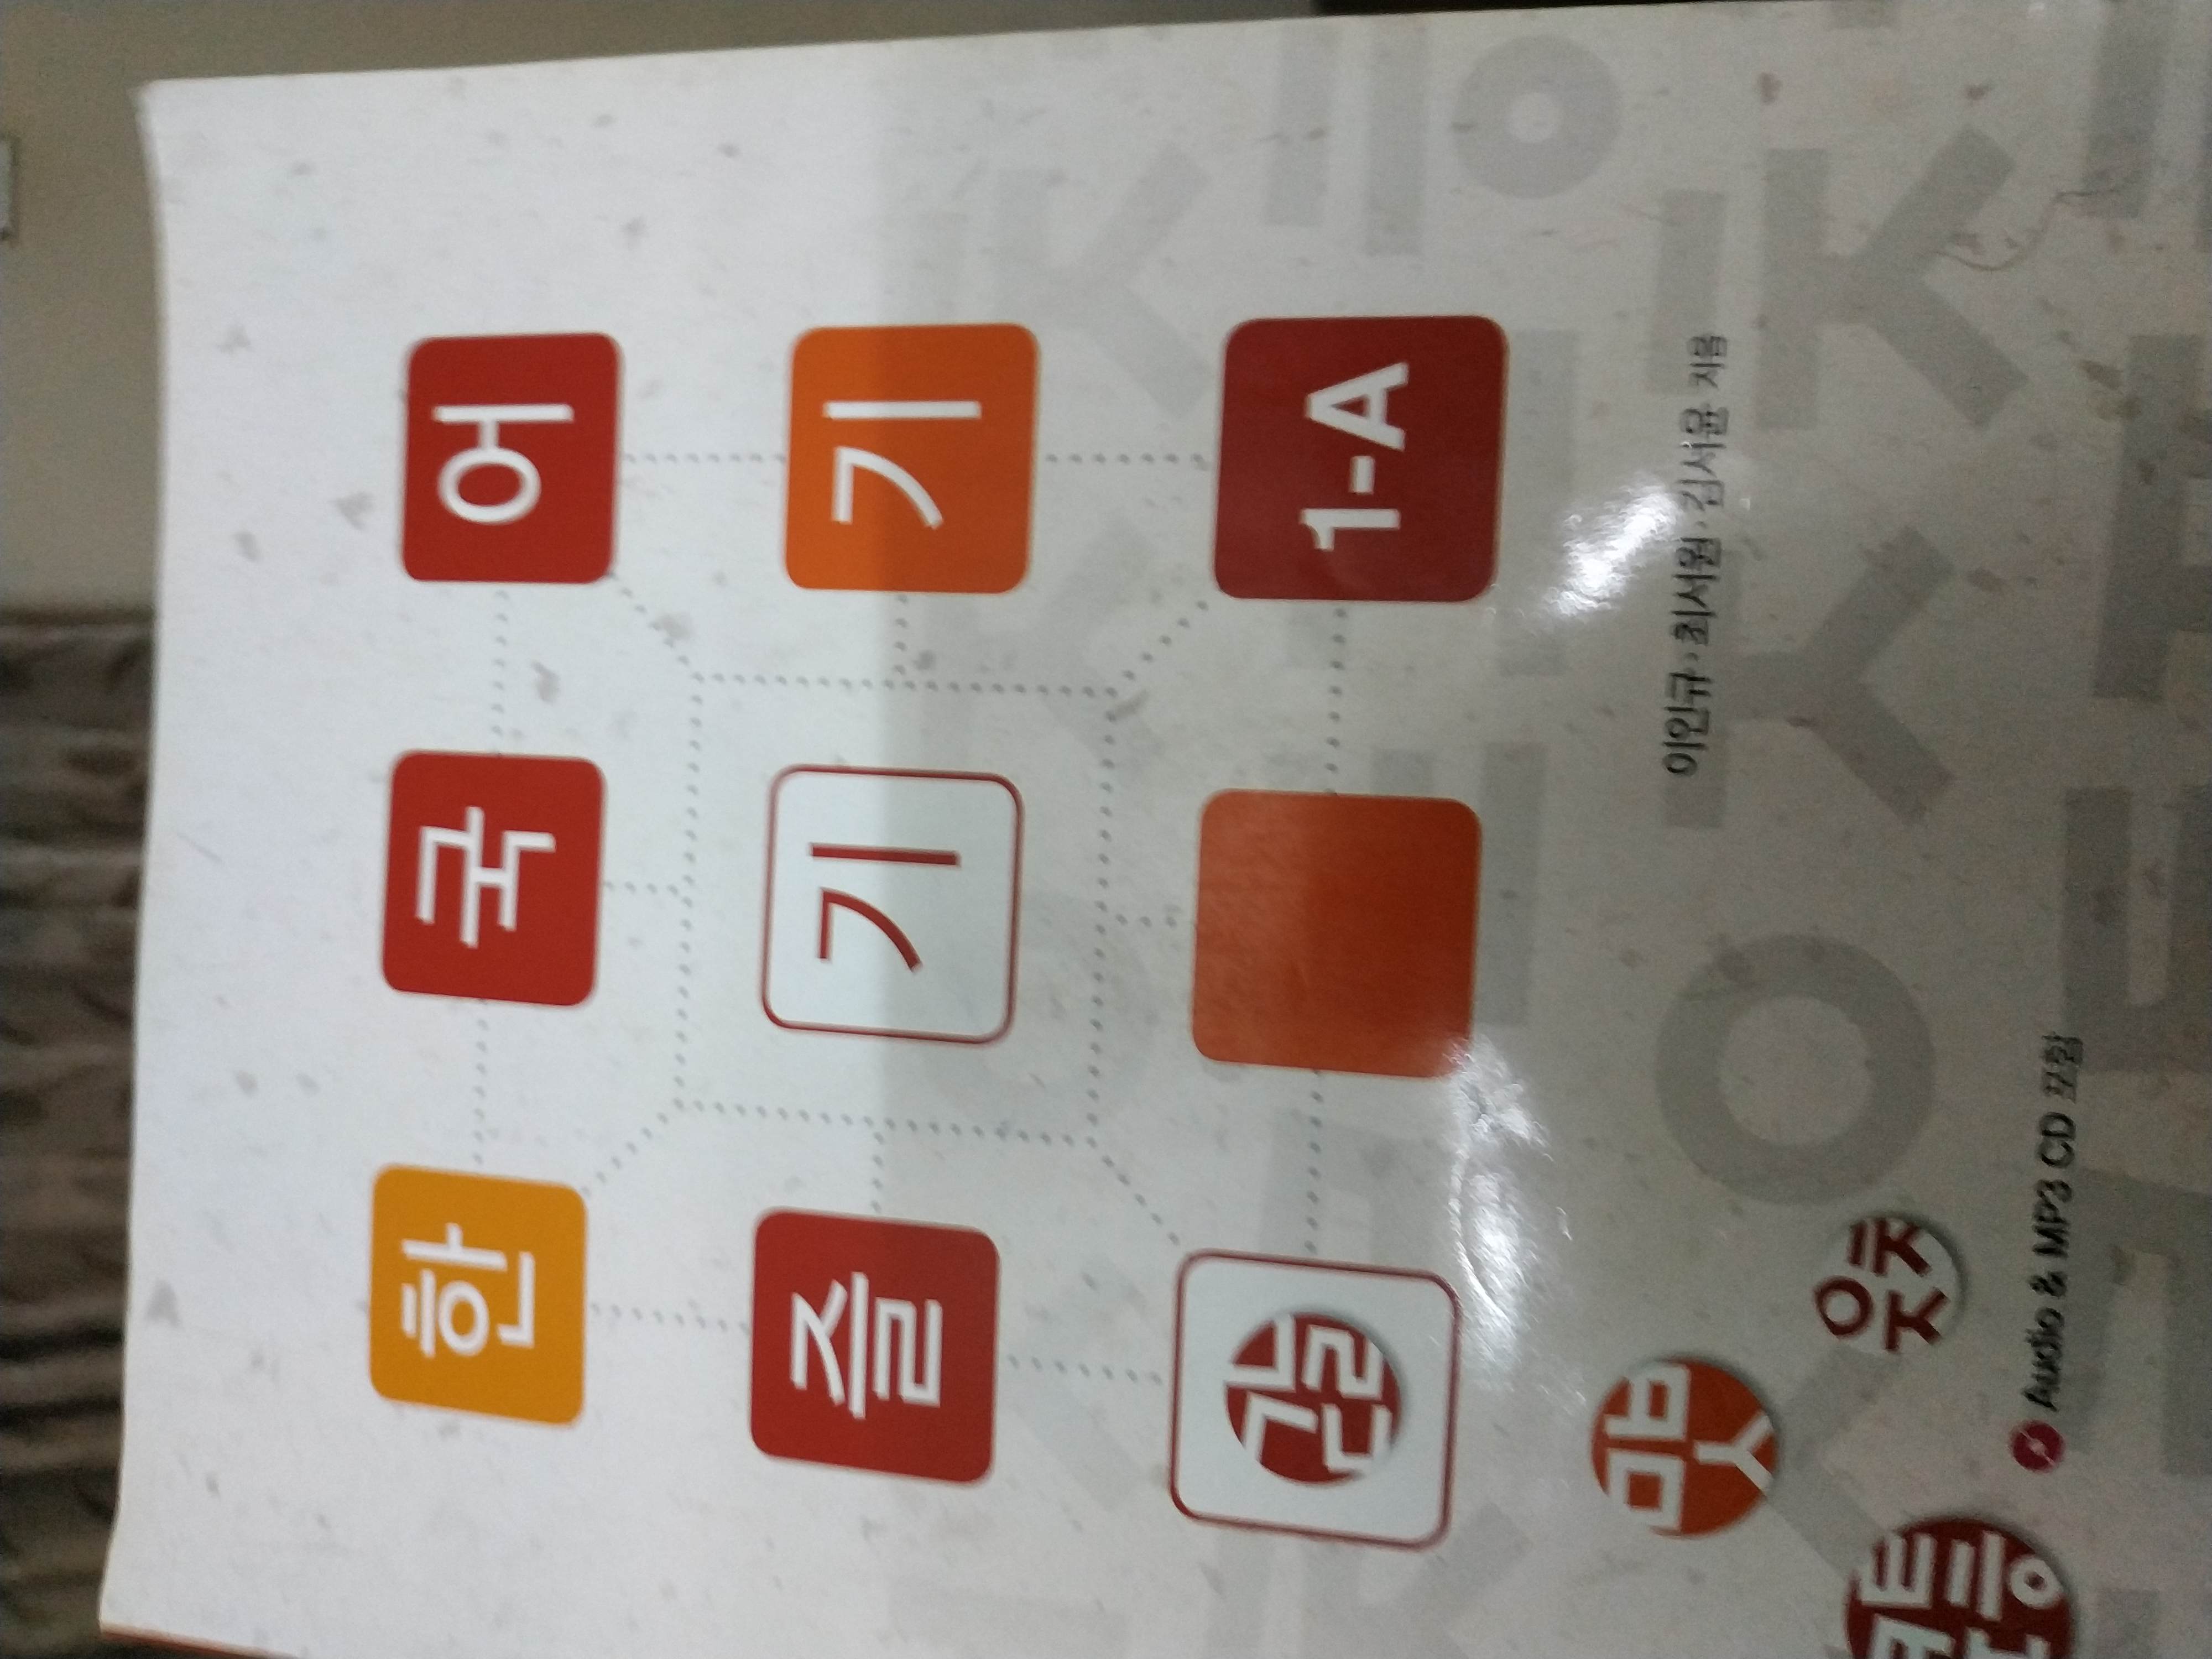 한 국 어
즐 기 기
1-A
이인규·최서원·김서윤 지음
Audio & MP3 CD 포함